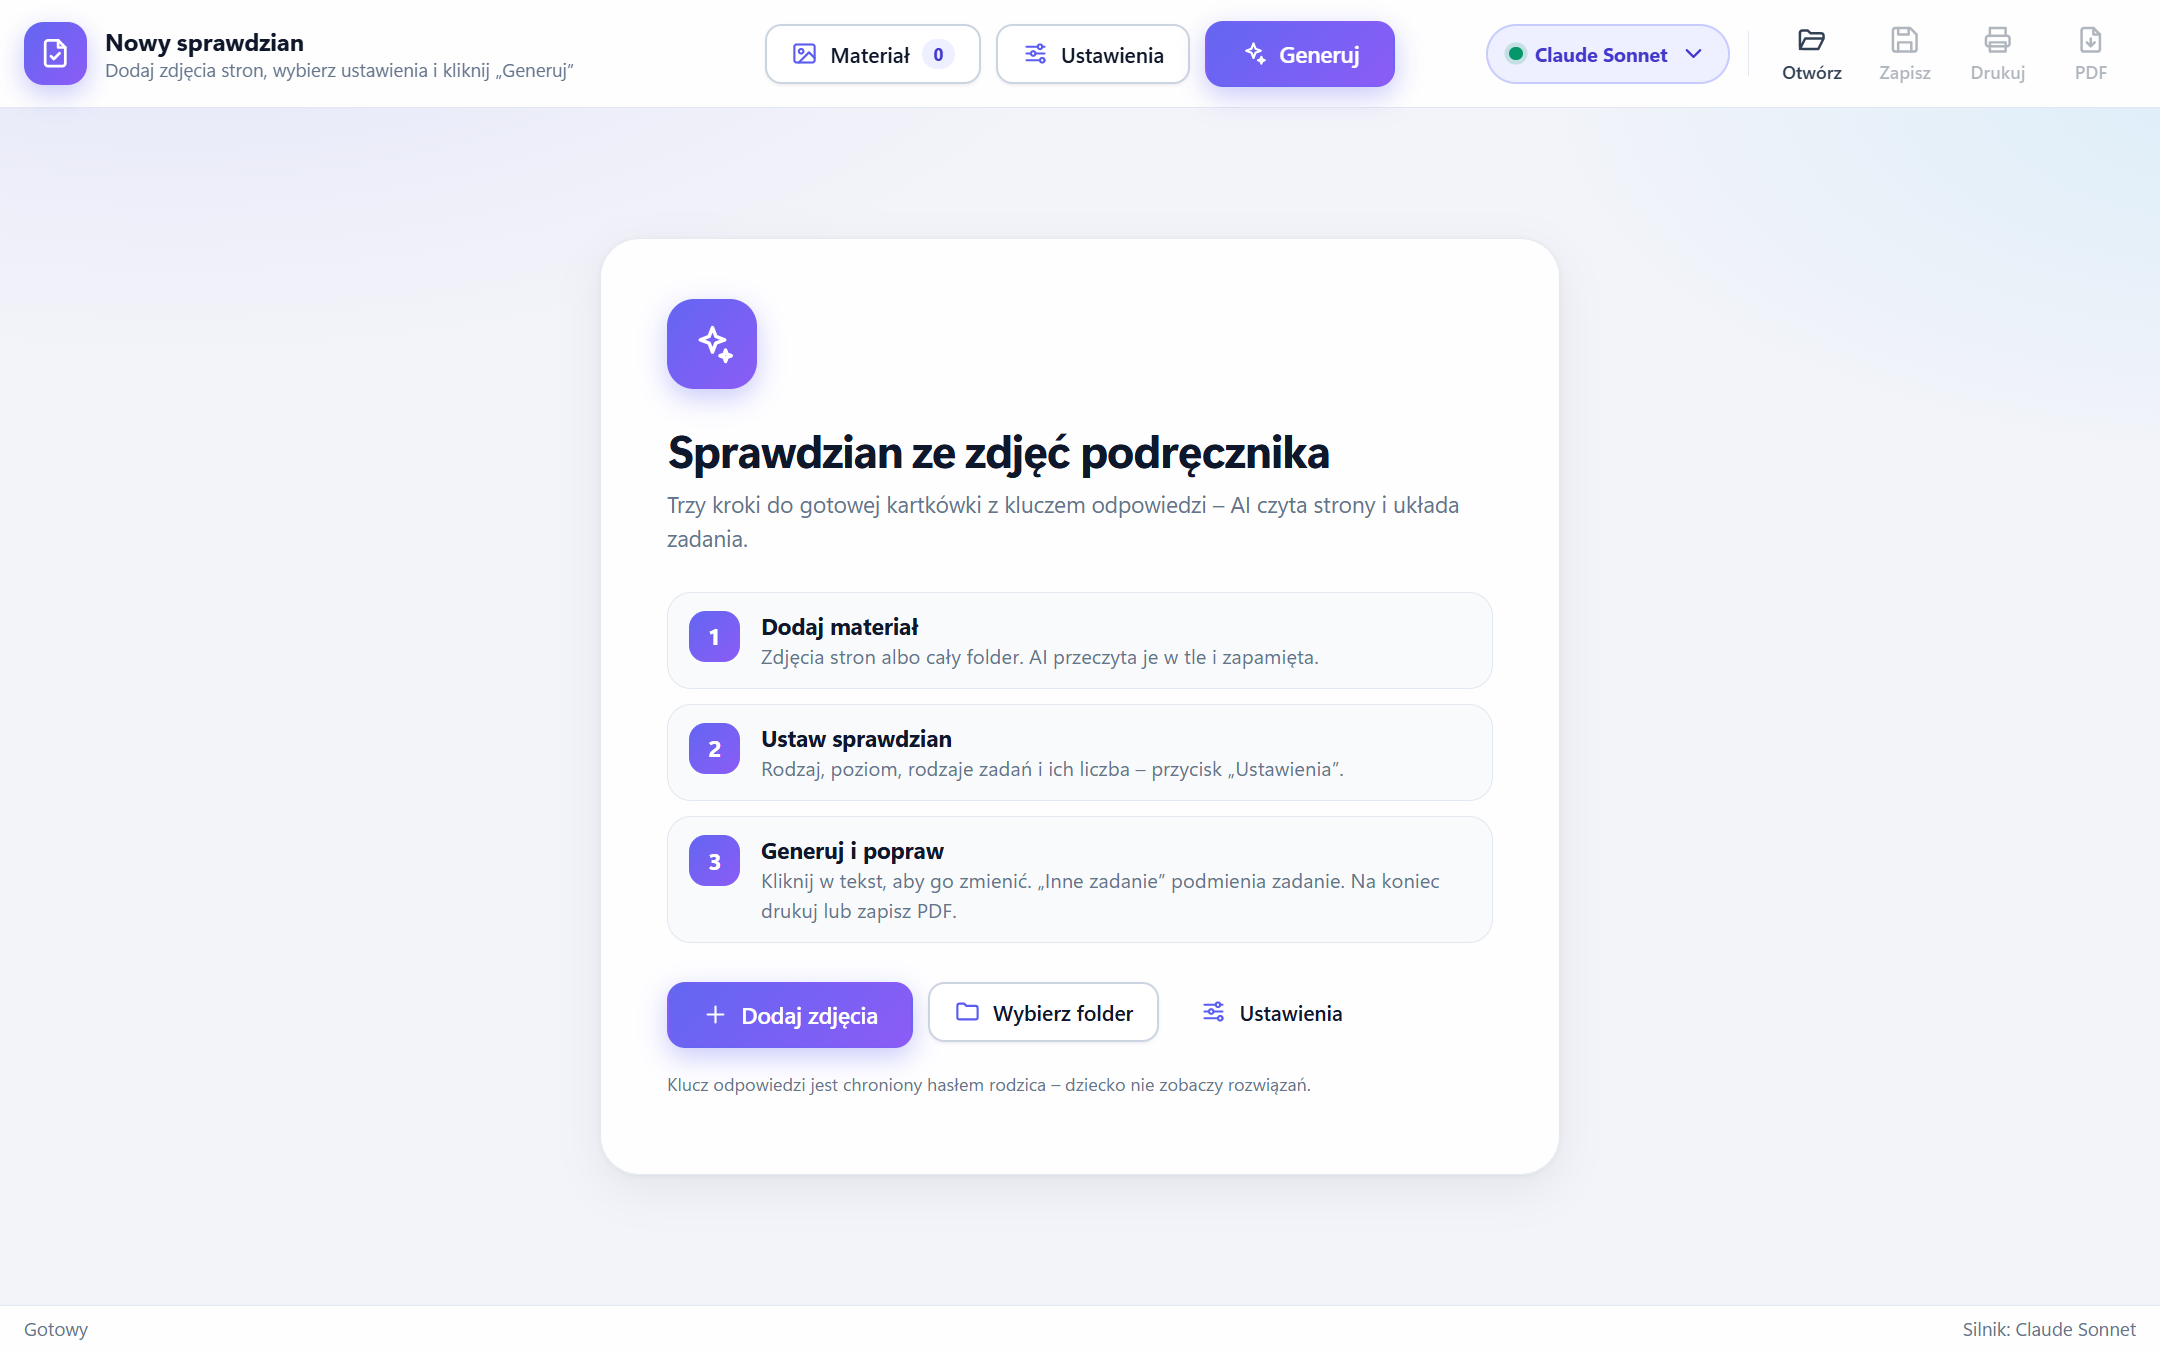 Nowy sprawdzian
Dodaj zdjęcia stron, wybierz ustawienia i kliknij „Generuj”
Materiał 0
Ustawienia
Generuj
Claude Sonnet
Otwórz
Zapisz
Drukuj
PDF
Sprawdzian ze zdjęć podręcznika
Trzy kroki do gotowej kartkówki z kluczem odpowiedzi – AI czyta strony i układa
zadania.
1
Dodaj materiał
Zdjęcia stron albo cały folder. AI przeczyta je w tle i zapamięta.
2
Ustaw sprawdzian
Rodzaj, poziom, rodzaje zadań i ich liczba – przycisk „Ustawienia”.
3
Generuj i popraw
Kliknij w tekst, aby go zmienić. „Inne zadanie” podmienia zadanie. Na koniec
drukuj lub zapisz PDF.
Dodaj zdjęcia
Wybierz folder
Ustawienia
Klucz odpowiedzi jest chroniony hasłem rodzica – dziecko nie zobaczy rozwiązań.
Gotowy
Silnik: Claude Sonnet